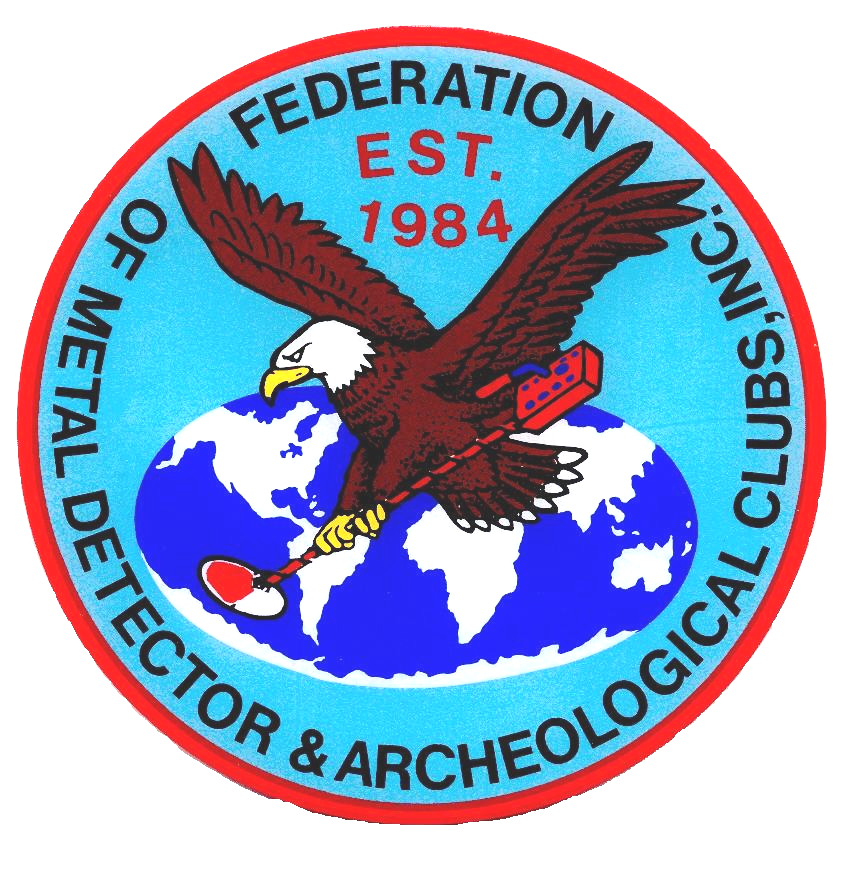 FEDERATION
OF METAL DETECTOR & ARCHEOLOGICAL CLUBS' INC.
EST.
1984